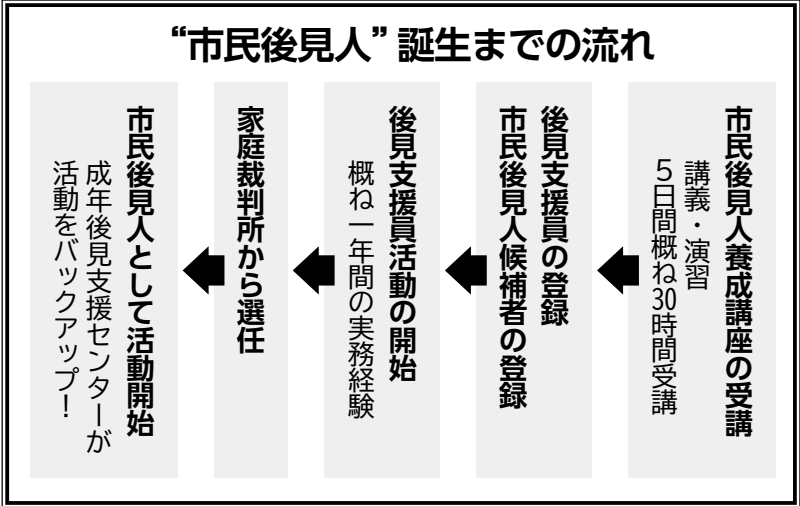 “市民後見人” 誕生までの流れ
市民後見人養成講座の受講
講義・演習
5日間概ね30時間受講
後見支援員の登録
市民後見人候補者の登録
後見支援員活動の開始
概ね一年間の実務経験
家庭裁判所から選任
市民後見人として活動開始
成年後見支援センターが
活動をバックアップ！